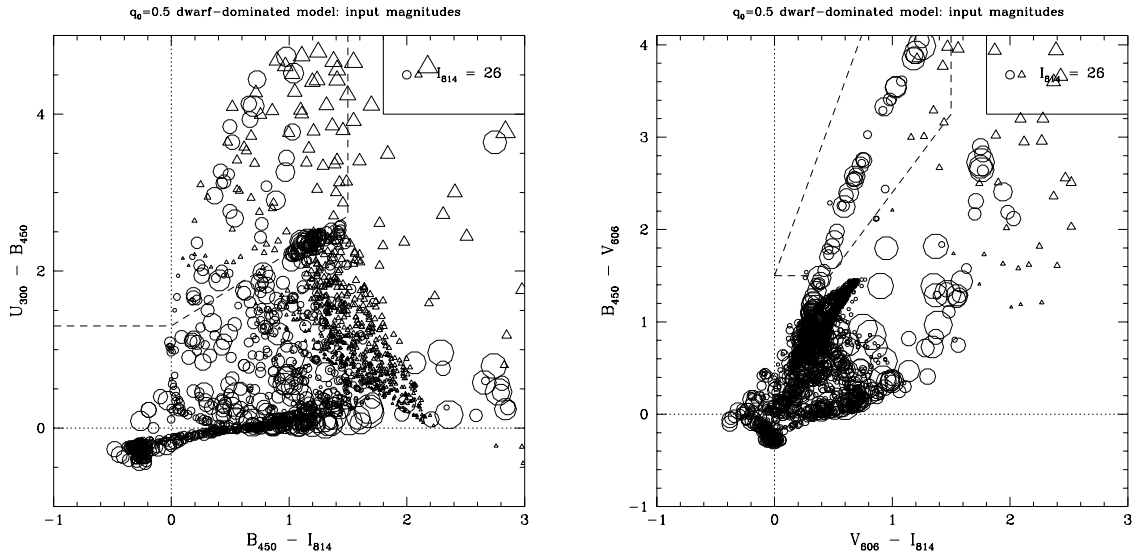 q₀=0.5 dwarf-dominated model: input magnitudes
U₃₀₀ − B₄₅₀
4
2
0
I₈₁₄ = 26
−1
0
1
2
3
B₄₅₀ − I₈₁₄
q₀=0.5 dwarf-dominated model: input magnitudes
B₄₅₀ − V₆₀₆
4
3
2
1
0
−1
I₈₁₄ = 26
−1
0
1
2
3
V₆₀₆ − I₈₁₄